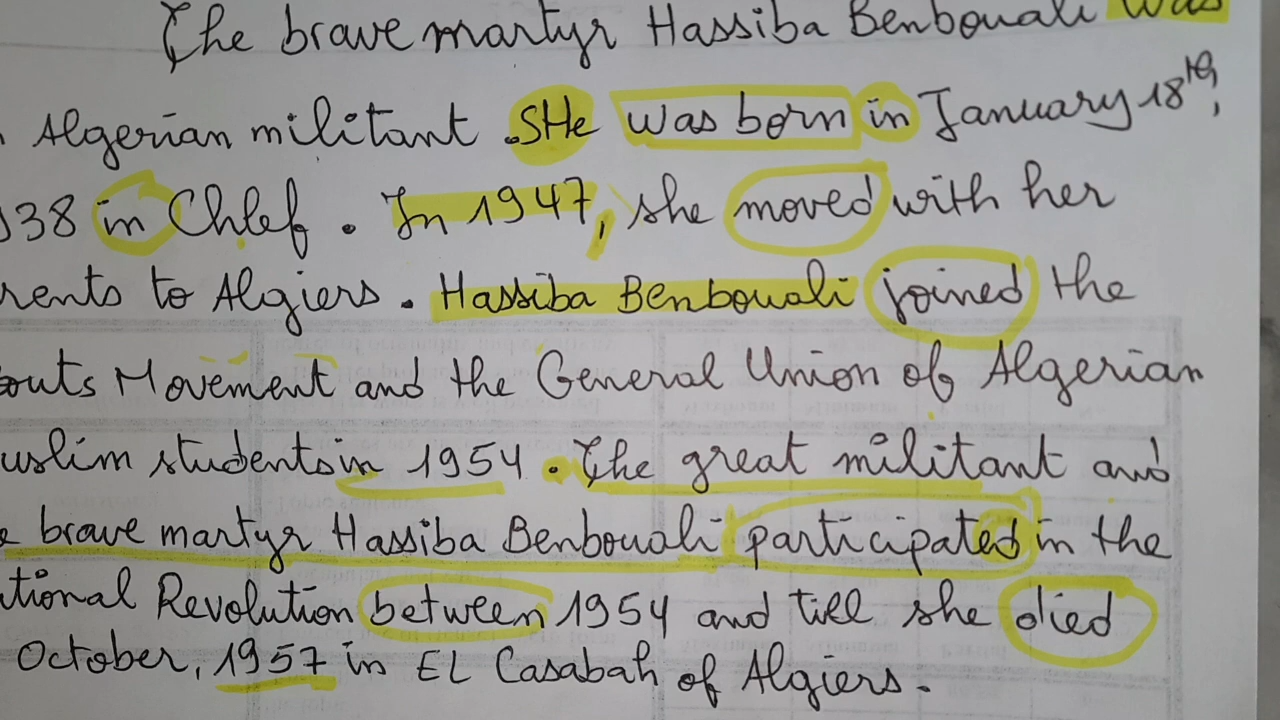 The brave martyr Hassiba Benbouali was
Algerian militant .SHe was born in January 18th,
938 in Chlef . In 1947, she moved with her
rents to Algiers . Hassiba Benbouali joined the
outs Movement and the General Union of Algerian
uslim students in 1954 . The great militant and
e brave martyr Hassiba Benbouali participated in the
tional Revolution between 1954 and till she died
October, 1957 in EL Casabah of Algiers .